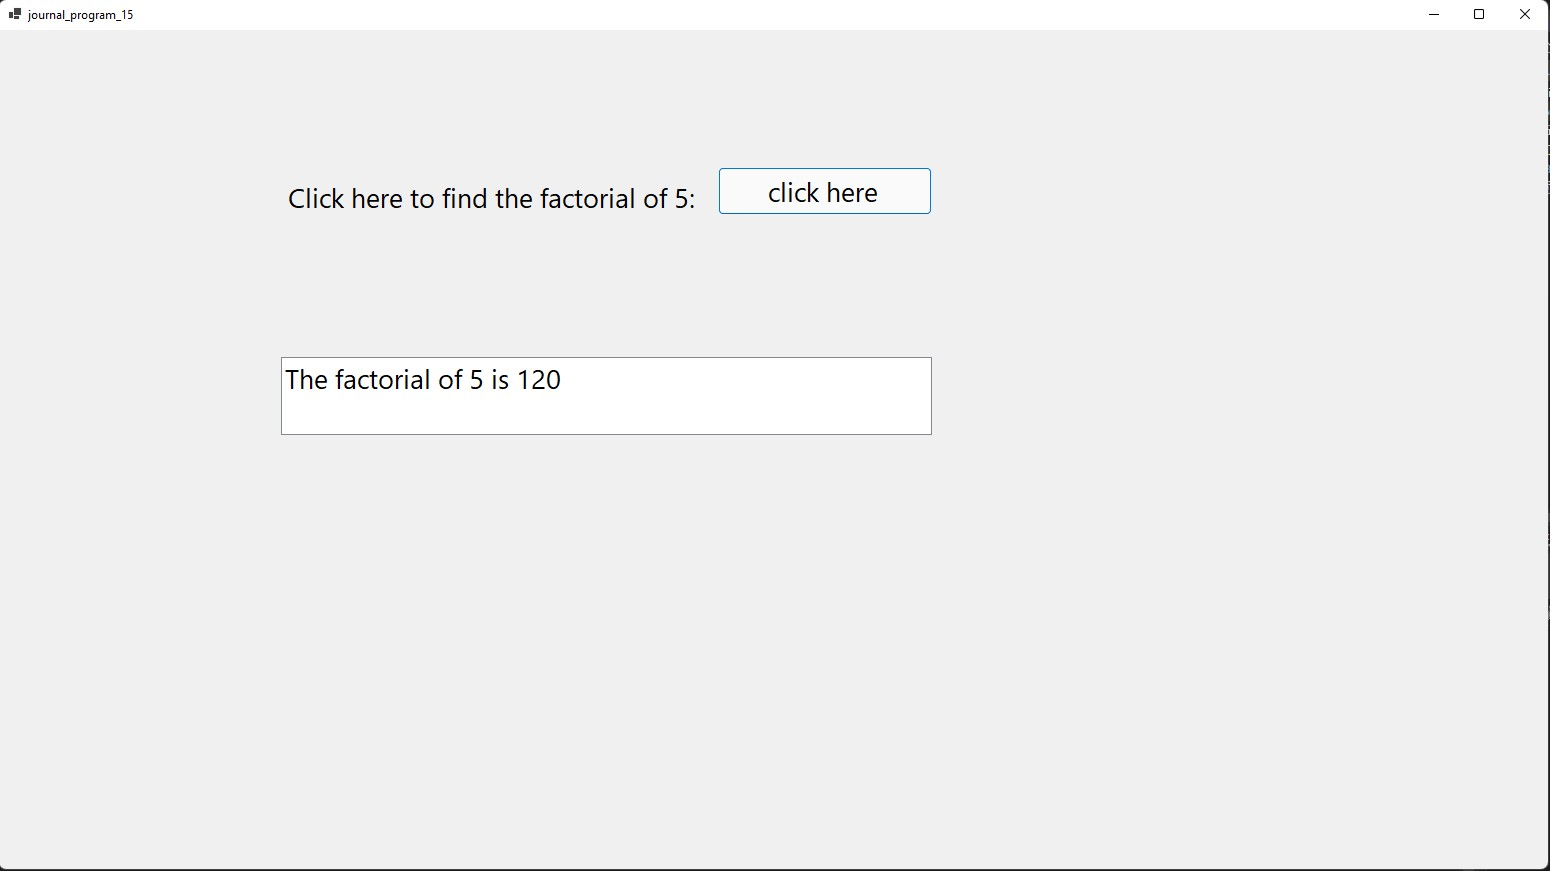 journal_program_15
Click here to find the factorial of 5:
click here
The factorial of 5 is 120